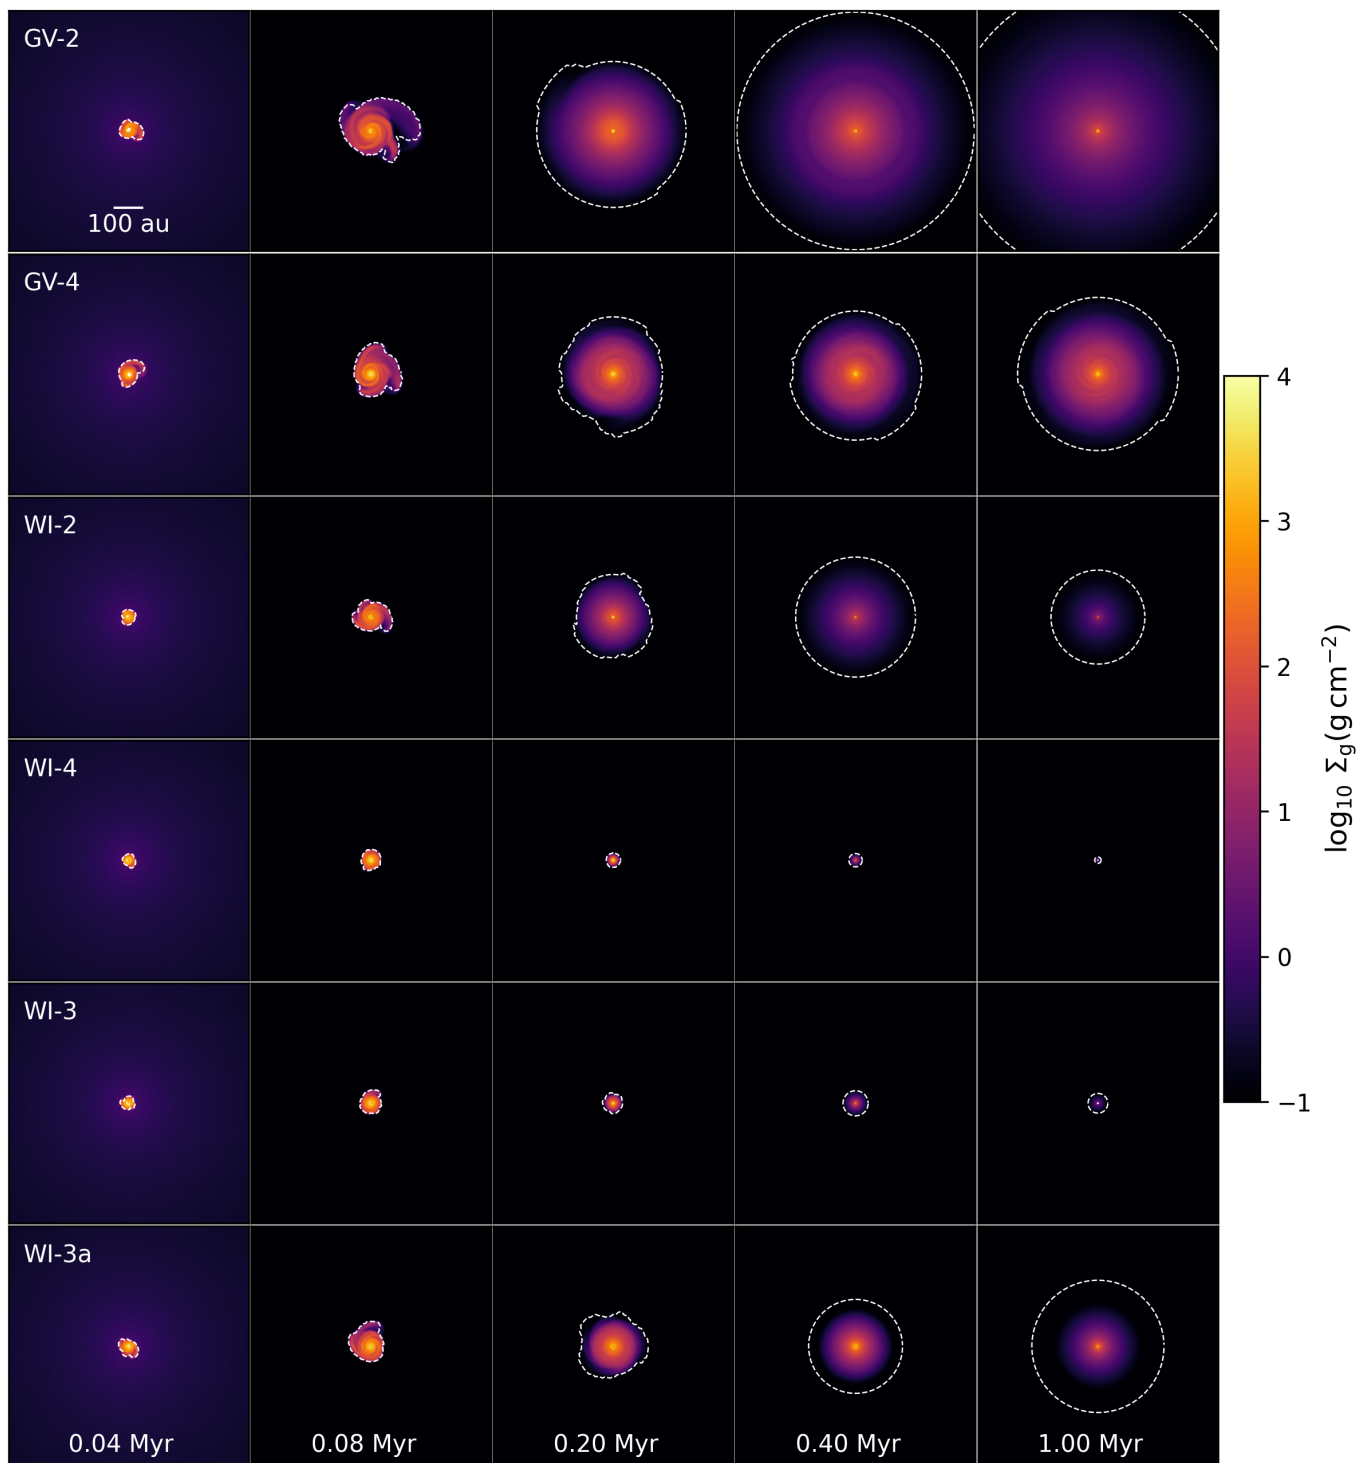 GV-2
100 au
GV-4
WI-2
WI-4
WI-3
WI-3a
0.04 Myr
0.08 Myr
0.20 Myr
0.40 Myr
1.00 Myr
4
3
2
1
0
−1
log₁₀ Σg(g cm⁻²)